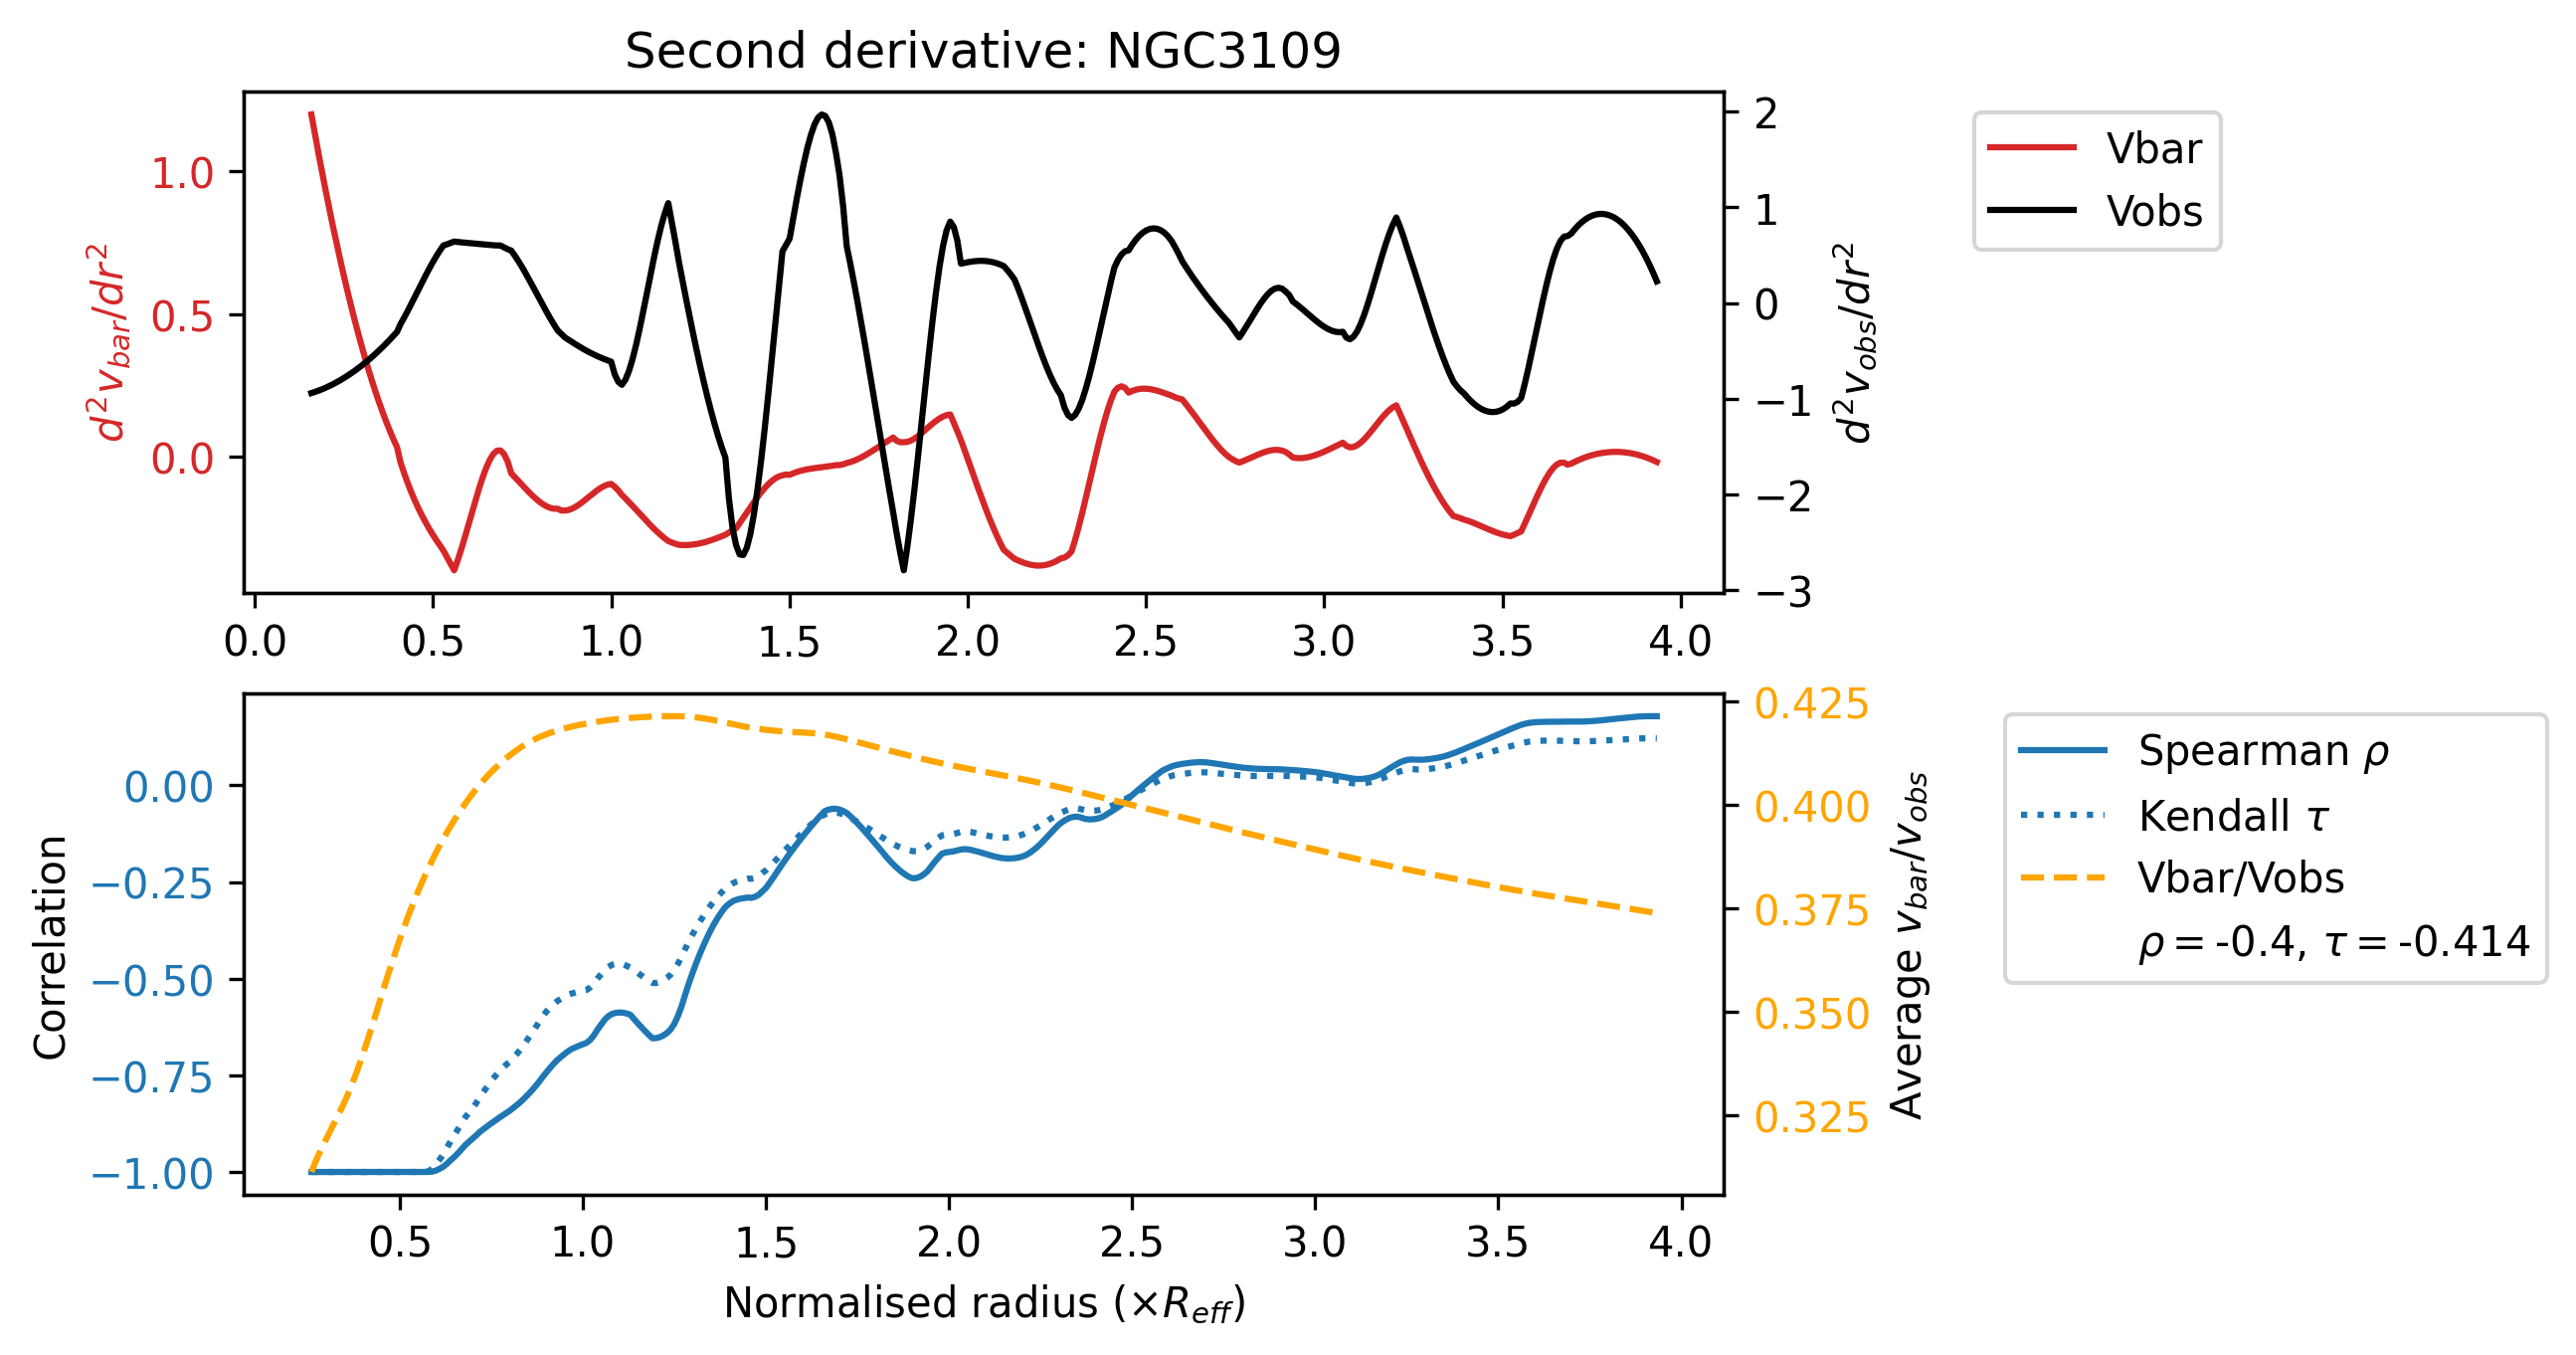 Second derivative: NGC3109
d²v_bar/dr²
1.0
0.5
0.0
2
1
0
−1
−2
−3
d²v_obs/dr²
0.0 0.5 1.0 1.5 2.0 2.5 3.0 3.5 4.0
Vbar
Vobs
Correlation
0.00
−0.25
−0.50
−0.75
−1.00
0.425
0.400
0.375
0.350
0.325
Average v_bar/v_obs
0.5 1.0 1.5 2.0 2.5 3.0 3.5 4.0
Normalised radius (×R_eff)
Spearman ρ
Kendall τ
Vbar/Vobs
ρ = -0.4, τ = -0.414